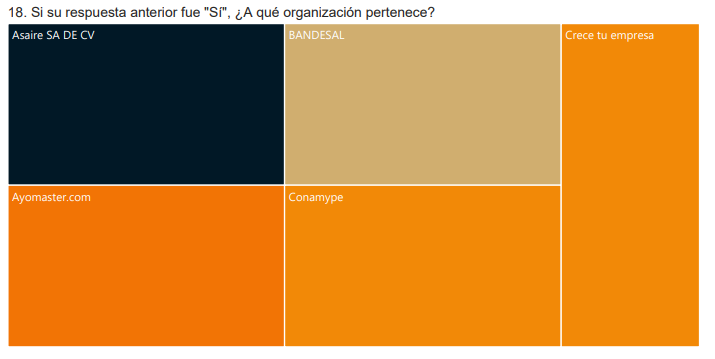 18. Si su respuesta anterior fue "Sí", ¿A qué organización pertenece?
Asaire SA DE CV
BANDESAL
Crece tu empresa
Ayomaster.com
Conamype